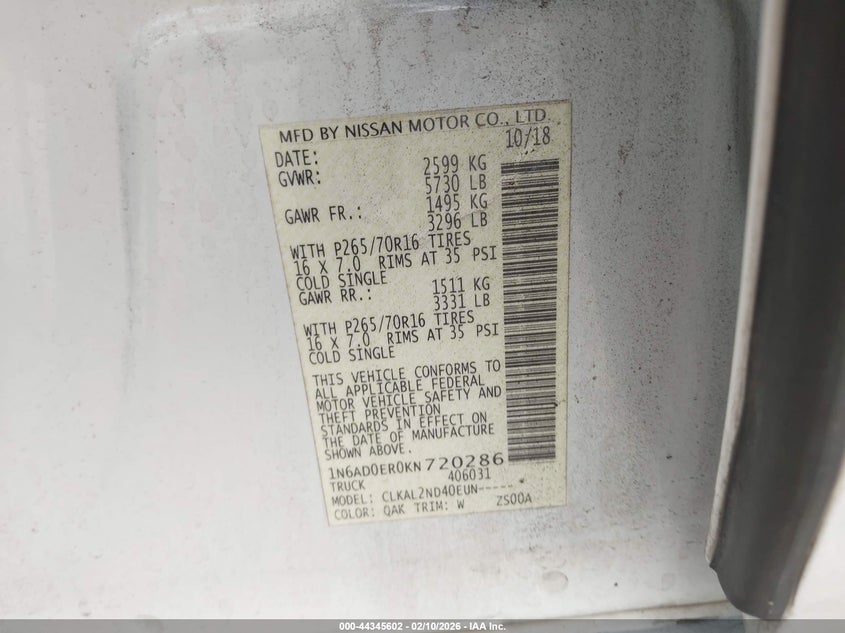 MFD BY NISSAN MOTOR CO., LTD.
DATE: 10/18
GVWR: 2599 KG
5730 LB
GAWR FR.: 1495 KG
3296 LB
WITH P265/70R16 TIRES
16 X 7.0 RIMS AT 35 PSI
COLD SINGLE
GAWR RR.: 1511 KG
3331 LB
WITH P265/70R16 TIRES
16 X 7.0 RIMS AT 35 PSI
COLD SINGLE
THIS VEHICLE CONFORMS TO
ALL APPLICABLE FEDERAL
MOTOR VEHICLE SAFETY AND
THEFT PREVENTION
STANDARDS IN EFFECT ON
THE DATE OF MANUFACTURE
SHOWN ABOVE.
1N6AD0ER0KN720286
TRUCK 406031
MODEL: CLKAL2ND40EUN-----
COLOR: QAK TRIM: W ZS00A
000-44345602 - 02/10/2026 - IAA Inc.